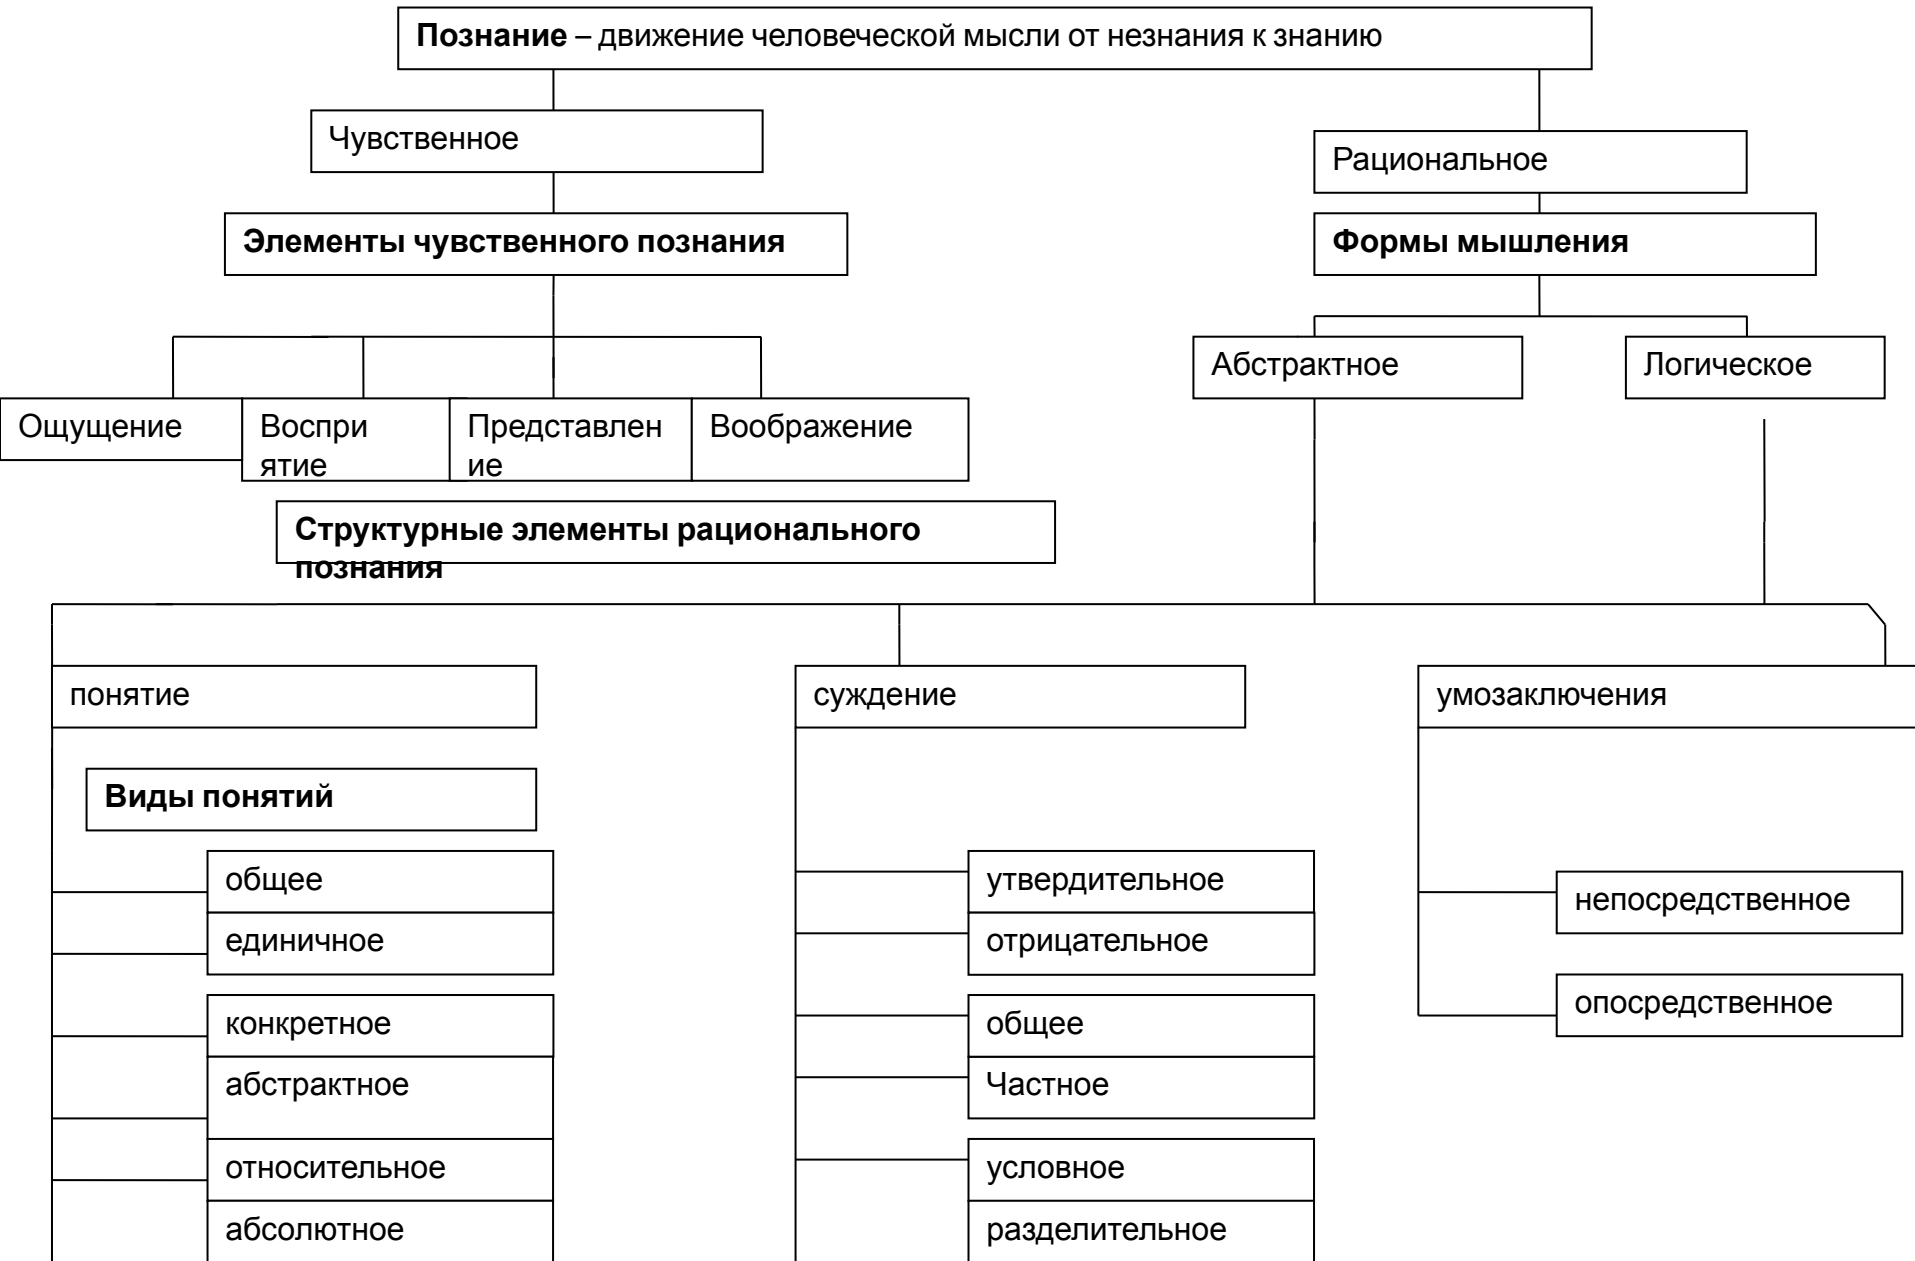 Познание – движение человеческой мысли от незнания к знанию
Чувственное
Рациональное
Элементы чувственного познания
Формы мышления
Абстрактное
Логическое
Ощущение
Воспри
ятие
Представлен
ие
Воображение
Структурные элементы рационального
познания
понятие
суждение
умозаключения
Виды понятий
общее
единичное
конкретное
абстрактное
относительное
абсолютное
утвердительное
отрицательное
общее
Частное
условное
разделительное
непосредственное
опосредственное